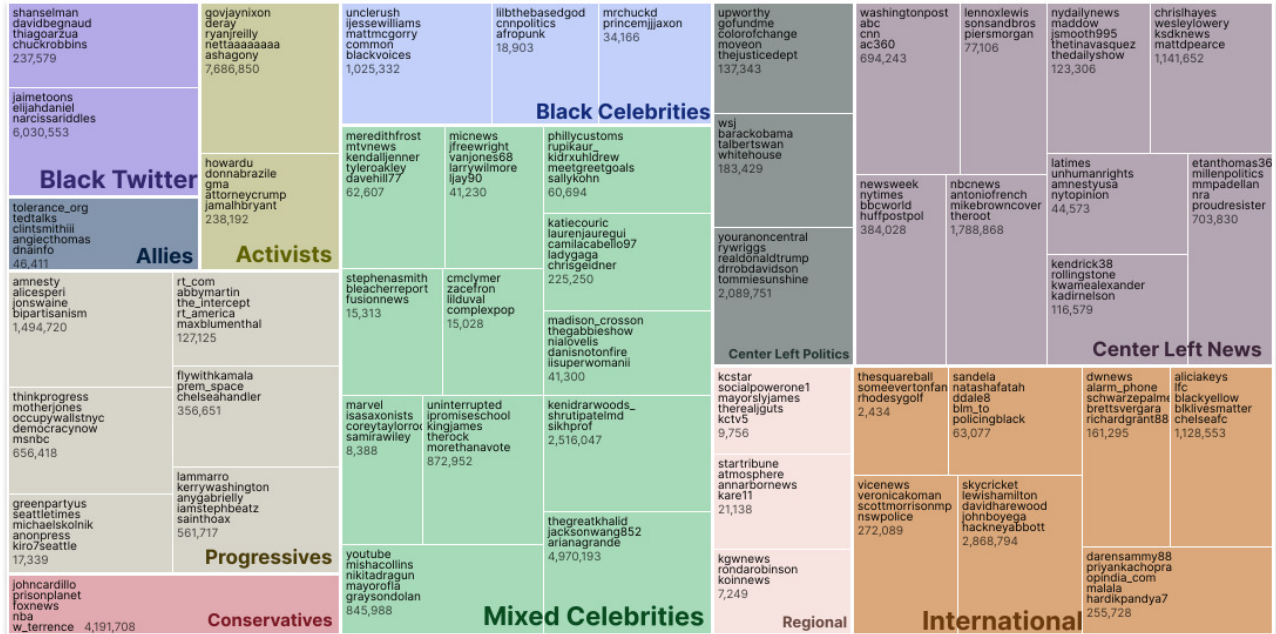 shanselman
davidbegnaud
thiagoarzua
chuckrobbins
237,579
jaimetoons
elijahdaniel
narcissariddles
6,030,553
Black Twitter
govjaynixon
deray
ryanjreilly
nettaaaaaaaa
ashagony
7,686,850
howardu
donnabrazile
gma
attorneycrump
jamalhbryant
238,192
Activists
tolerance_org
tedtalks
clintsmithiii
angiecthomas
dnainfo
46,411
Allies
amnesty
alicesperi
jonswaine
bipartisanism
1,494,720
thinkprogress
motherjones
occupywallstnyc
democracynow
msnbc
656,418
greenpartyus
seattletimes
michaelskolnik
anonpress
kiro7seattle
17,339
rt_com
abbymartin
the_intercept
rt_america
maxblumenthal
127,125
flywithkamala
prem_space
chelseahandler
356,651
lammarro
kerrywashington
anygabrielly
iamstephbeatz
sainthoax
561,717
Progressives
johncardillo
prisonplanet
foxnews
nba
w_terrence 4,191,708
Conservatives
unclerush
ijessewilliams
mattmcgorry
common
blackvoices
1,025,332
lilbthebasedgod
cnnpolitics
afropunk
18,903
mrchuckd
princemjjjaxon
34,166
Black Celebrities
meredithfrost
mtvnews
kendalljenner
tyleroakley
davehill77
62,607
micnews
jfreewright
vanjones68
larrywilmore
ljay90
41,230
phillycustoms
rupikaur_
kidrxuhldrew
meetgreetgoals
sallykohn
60,694
katiecouric
laurenjauregui
camilacabello97
ladygaga
chrisgeidner
225,250
stephenasmith
bleacherreport
fusionnews
15,313
cmclymer
zacefron
lilduval
complexpop
15,028
madison_crosson
thegabbieshow
nialovelis
danisnotonfire
iisuperwomanii
41,300
marvel
isasaxonists
coreytaylorroc
samirawiley
8,388
uninterrupted
ipromiseschool
kingjames
therock
morethanavote
872,952
kenidrarwoods_
shrutipatelmd
sikhprof
2,516,047
youtube
mishacollins
nikitadragun
mayorofla
graysondolan
845,988
thegreatkhalid
jacksonwang852
arianagrande
4,970,193
Mixed Celebrities
upworthy
gofundme
colorofchange
moveon
thejusticedept
137,343
wsj
barackobama
talbertswan
whitehouse
183,429
youranoncentral
rywriggs
realdonaldtrump
drrobdavidson
tommiesunshine
2,089,751
Center Left Politics
washingtonpost
abc
cnn
ac360
694,243
lennoxlewis
sonsandbros
piersmorgan
77,106
nydailynews
maddow
jsmooth995
thetinavasquez
thedailyshow
123,306
chrislhayes
wesleylowery
ksdknews
mattdpearce
1,141,652
newsweek
nytimes
bbcworld
huffpostpol
384,028
nbcnews
antoniofrench
mikebrowncover
theroot
1,788,868
latimes
unhumanrights
amnestyusa
nytopinion
44,573
etanthomas36
millenpolitics
mmpadellan
nra
proudresister
703,830
kendrick38
rollingstone
kwamealexander
kadirnelson
116,579
Center Left News
kcstar
socialpowerone1
mayorslyjames
therealjguts
kctv5
9,756
startribune
atmosphere
annarbornews
kare11
21,138
kgwnews
rondarobinson
koinnews
7,249
Regional
thesquareball
someevertonfan
rhodesygolf
2,434
sandela
natashafatah
ddale8
blm_to
policingblack
63,077
dwnews
alarm_phone
schwarzepalme
brettsvergara
richardgrant88
161,295
aliciakeys
lfc
blackyellow
blklivesmatter
chelseafc
1,128,553
vicenews
veronicakoman
scottmorrisonmp
nswpolice
272,089
skycricket
lewishamilton
davidharewood
johnboyega
hackneyabbott
2,868,794
darensammy88
priyankachopra
opindia_com
malala
hardikpandya7
255,728
International